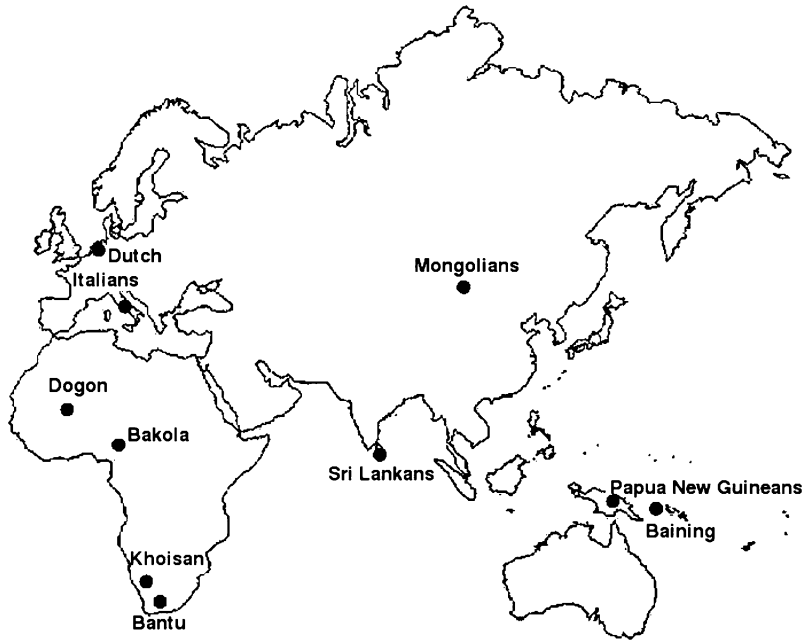 Dutch
Italians
Mongolians
Dogon
Bakola
Sri Lankans
Papua New Guineans
Baining
Khoisan
Bantu